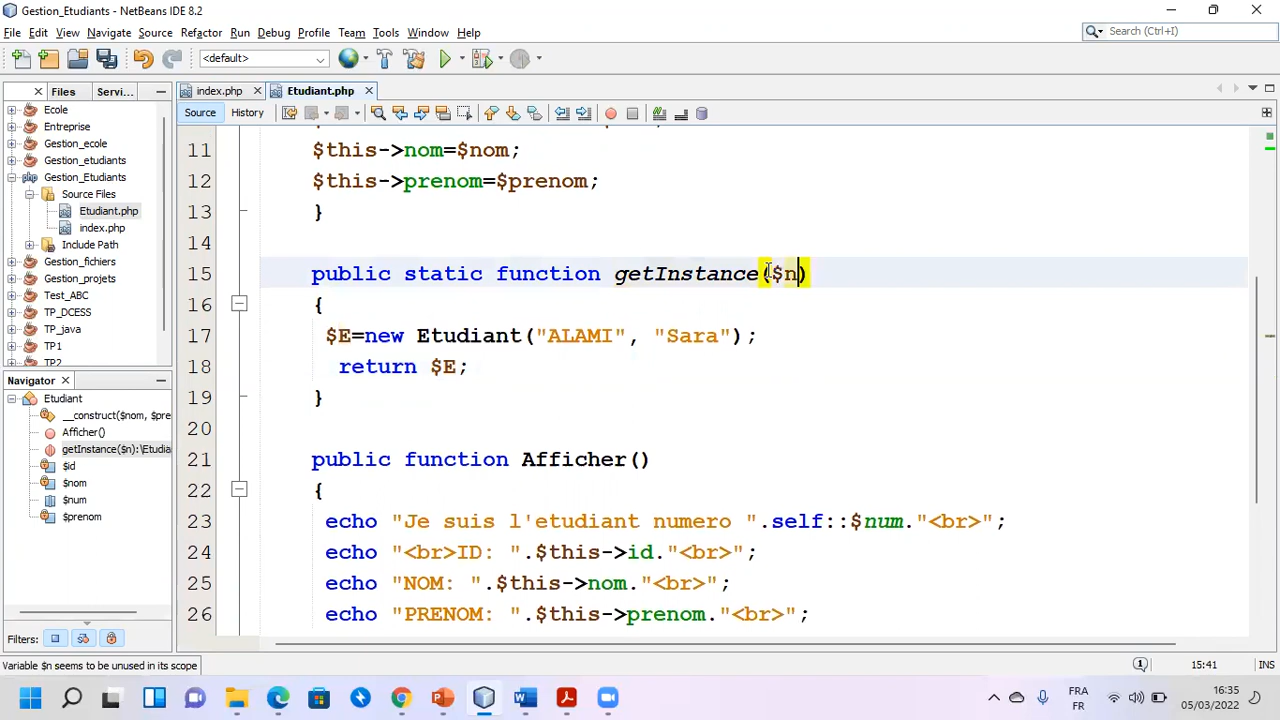 Gestion_Etudiants - NetBeans IDE 8.2
File Edit View Navigate Source Refactor Run Debug Profile Team Tools Window Help
Search (Ctrl+I)
<default>
Files Servi...
index.php Etudiant.php
Source History
Ecole
Entreprise
Gestion_ecole
Gestion_etudiants
Gestion_Etudiants
Source Files
Etudiant.php
index.php
Include Path
Gestion_fichiers
Gestion_projets
Test_ABC
TP_DCESS
TP_java
TP1
TP2
Navigator
Etudiant
__construct($nom, $pre
Afficher()
getInstance($n):\Etudia
$id
$nom
$num
$prenom
Filters:
11 $this->nom=$nom;
12 $this->prenom=$prenom;
13 }
14
15 public static function getInstance($n)
16 {
17 $E=new Etudiant("ALAMI", "Sara");
18 return $E;
19 }
20
21 public function Afficher()
22 {
23 echo "Je suis l'etudiant numero ".self::$num."<br>";
24 echo "<br>ID: ".$this->id."<br>";
25 echo "NOM: ".$this->nom."<br>";
26 echo "PRENOM: ".$this->prenom."<br>";
Variable $n seems to be unused in its scope
1 15:41 INS
FRA
FR
16:35
05/03/2022